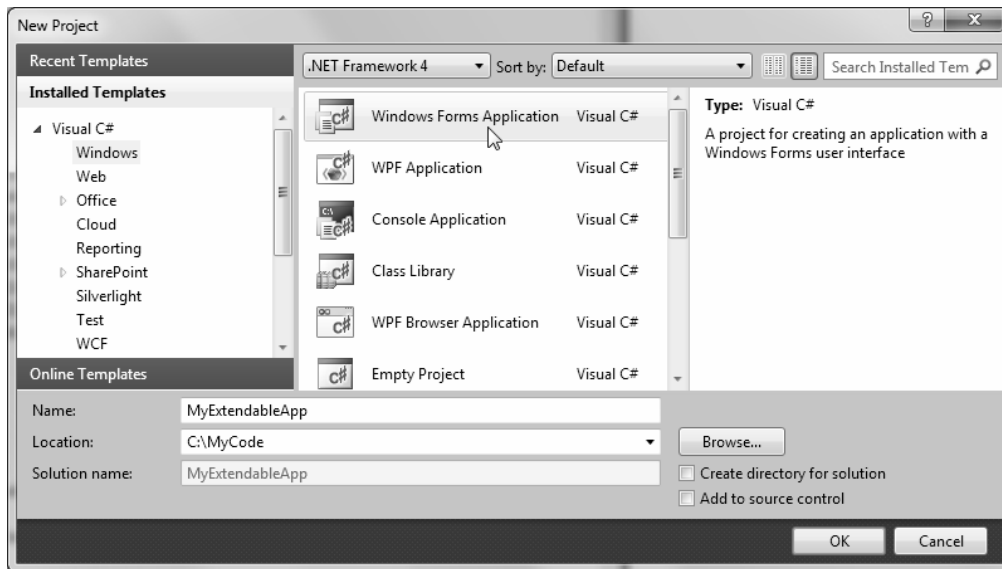 New Project
Recent Templates
Installed Templates
Visual C#
Windows
Web
Office
Cloud
Reporting
SharePoint
Silverlight
Test
WCF
Online Templates
.NET Framework 4
Sort by: Default
Search Installed Tem
Windows Forms Application Visual C#
WPF Application Visual C#
Console Application Visual C#
Class Library Visual C#
WPF Browser Application Visual C#
Empty Project Visual C#
Type: Visual C#
A project for creating an application with a
Windows Forms user interface
Name: MyExtendableApp
Location: C:\MyCode
Browse...
Solution name: MyExtendableApp
Create directory for solution
Add to source control
OK Cancel